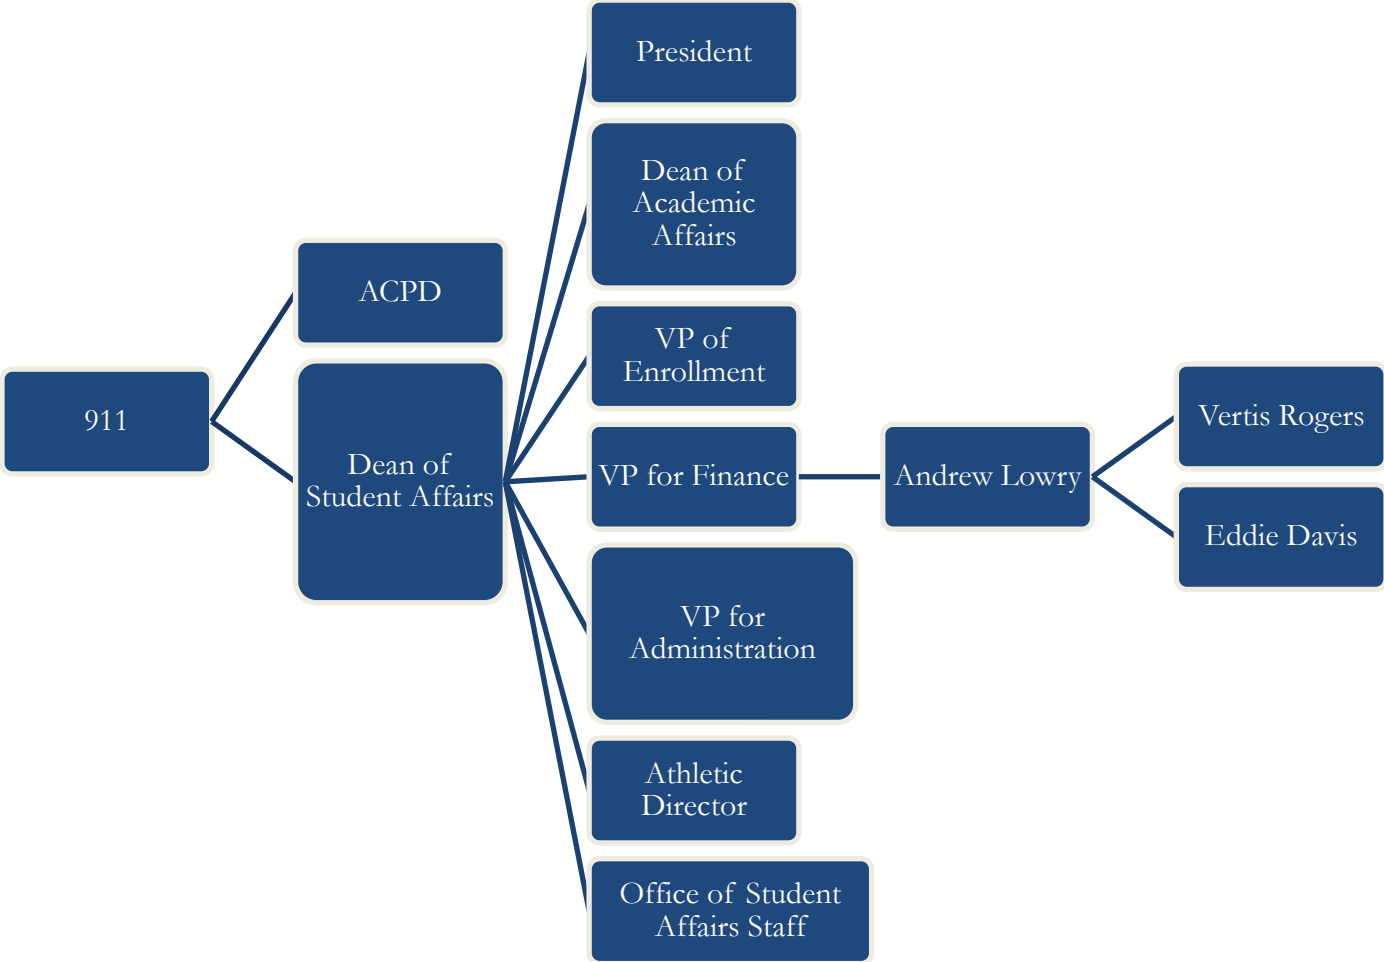 911
ACPD
Dean of
Student Affairs
President
Dean of
Academic
Affairs
VP of
Enrollment
VP for Finance
VP for
Administration
Athletic
Director
Office of Student
Affairs Staff
Andrew Lowry
Vertis Rogers
Eddie Davis